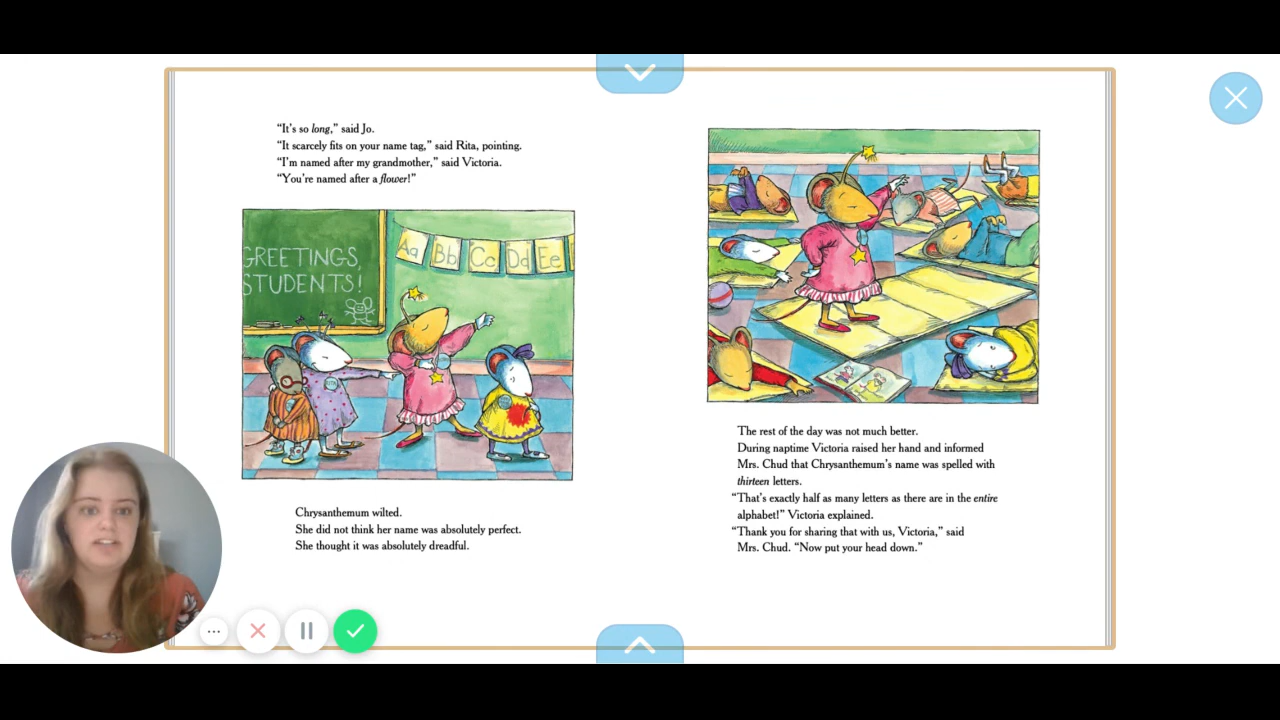 “It’s so long,” said Jo.
“It scarcely fits on your name tag,” said Rita, pointing.
“I’m named after my grandmother,” said Victoria.
“You’re named after a flower!”
GREETINGS,
STUDENTS!
Aa Bb Cc Dd Ee
Chrysanthemum wilted.
She did not think her name was absolutely perfect.
She thought it was absolutely dreadful.
The rest of the day was not much better.
During naptime Victoria raised her hand and informed
Mrs. Chud that Chrysanthemum’s name was spelled with
thirteen letters.
“That’s exactly half as many letters as there are in the entire
alphabet!” Victoria explained.
“Thank you for sharing that with us, Victoria,” said
Mrs. Chud. “Now put your head down.”